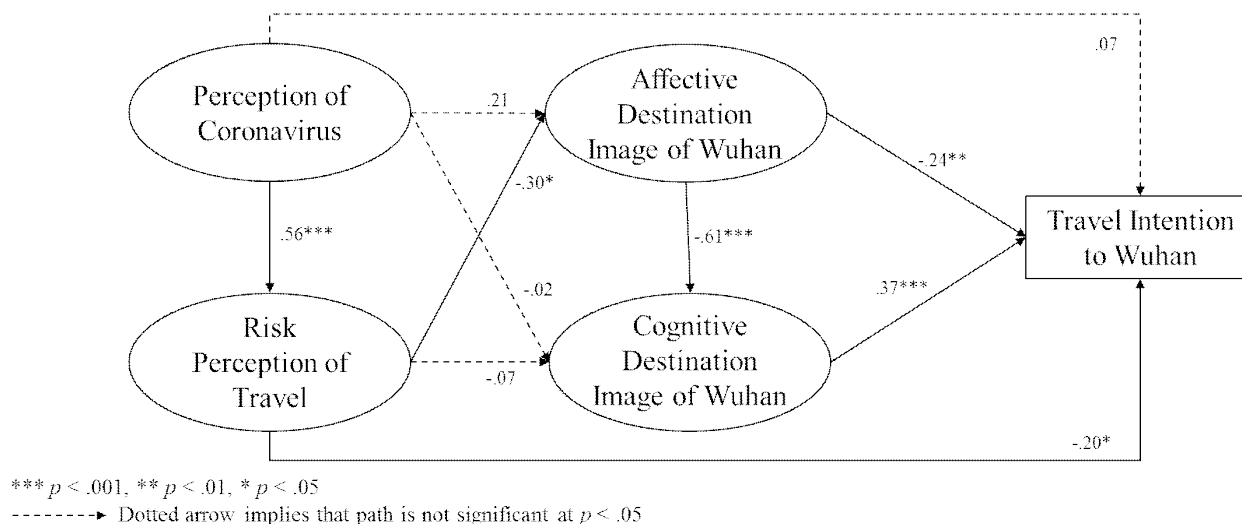 .07
Perception of
Coronavirus
.21
Affective
Destination
Image of Wuhan
-.30*
-.24**
.56***
-.61***
Travel Intention
to Wuhan
-.02
.37***
Risk
Perception of
Travel
-.07
Cognitive
Destination
Image of Wuhan
-.20*
*** p < .001, ** p < .01, * p < .05
Dotted arrow implies that path is not significant at p < .05